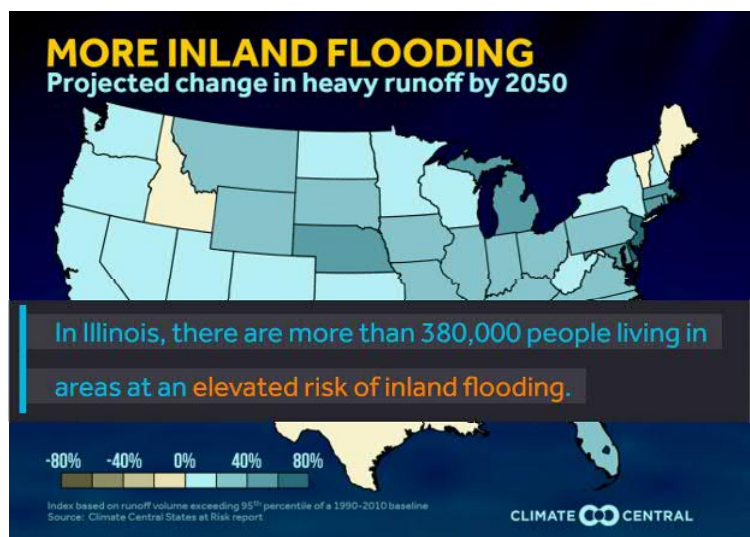 MORE INLAND FLOODING
Projected change in heavy runoff by 2050
In Illinois, there are more than 380,000 people living in
areas at an elevated risk of inland flooding.
-80% -40% 0% 40% 80%
Index based on runoff volume exceeding 95th percentile of a 1990-2010 baseline
Source: Climate Central States at Risk report
CLIMATE CENTRAL